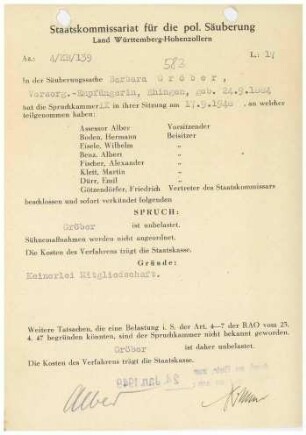 Staatskommissariat für die pol. Säuberung
Land Württemberg-Hohenzollern
Az.: L: 17
582
In der Säuberungssache Barbara Gröber,
Versorg.-Empfängerin, Ehingen, geb. 24.9.1884
hat die Spruchkammer IX in ihrer Sitzung am 17.9.1948, an welcher
teilgenommen haben:
Assessor Alber Vorsitzender
Boden, Hermann Beisitzer
Eisele, Wilhelm "
Benz, Albert "
Fischer, Alexander "
Klett, Martin "
Dürr, Emil "
Götzendörfer, Friedrich Vertreter des Staatskommissars
beschlossen und sofort verkündet folgenden
SPRUCH:
Gröber ist unbelastet.
Sühnemaßnahmen werden nicht angeordnet.
Die Kosten des Verfahrens trägt die Staatskasse.
Gründe:
Keinerlei Mitgliedschaft.
Weitere Tatsachen, die eine Belastung i. S. der Art. 4—7 der RAO vom 25.
4. 47 begründen könnten, sind der Spruchkammer nicht bekannt geworden.
Gröber ist daher unbelastet.
Die Kosten des Verfahrens trägt die Staatskasse.
24. Jan. 1949
Alber